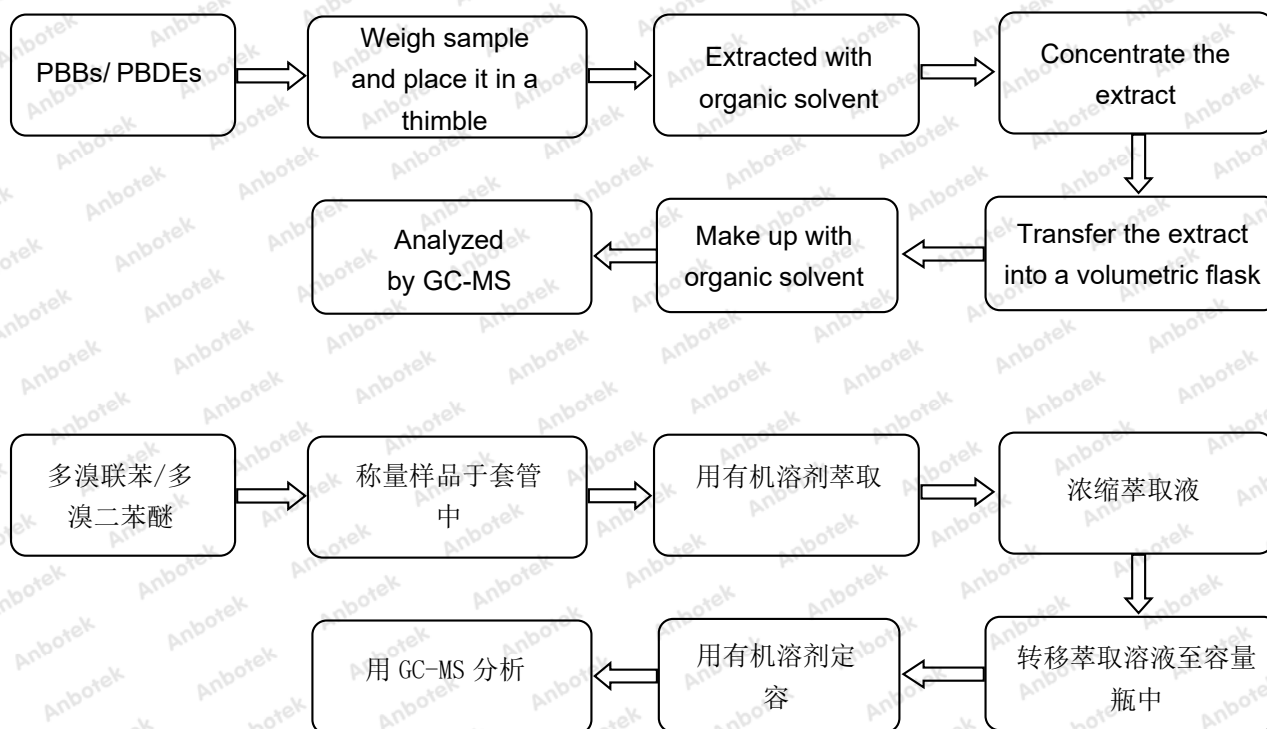 PBBs/ PBDEs
Weigh sample
and place it in a
thimble
Extracted with
organic solvent
Concentrate the
extract
Transfer the extract
into a volumetric flask
Make up with
organic solvent
Analyzed
by GC-MS
多溴联苯/多
溴二苯醚
称量样品于套管
中
用有机溶剂萃取
浓缩萃取液
转移萃取溶液至容量
瓶中
用有机溶剂定
容
用 GC-MS 分析
Anbotek